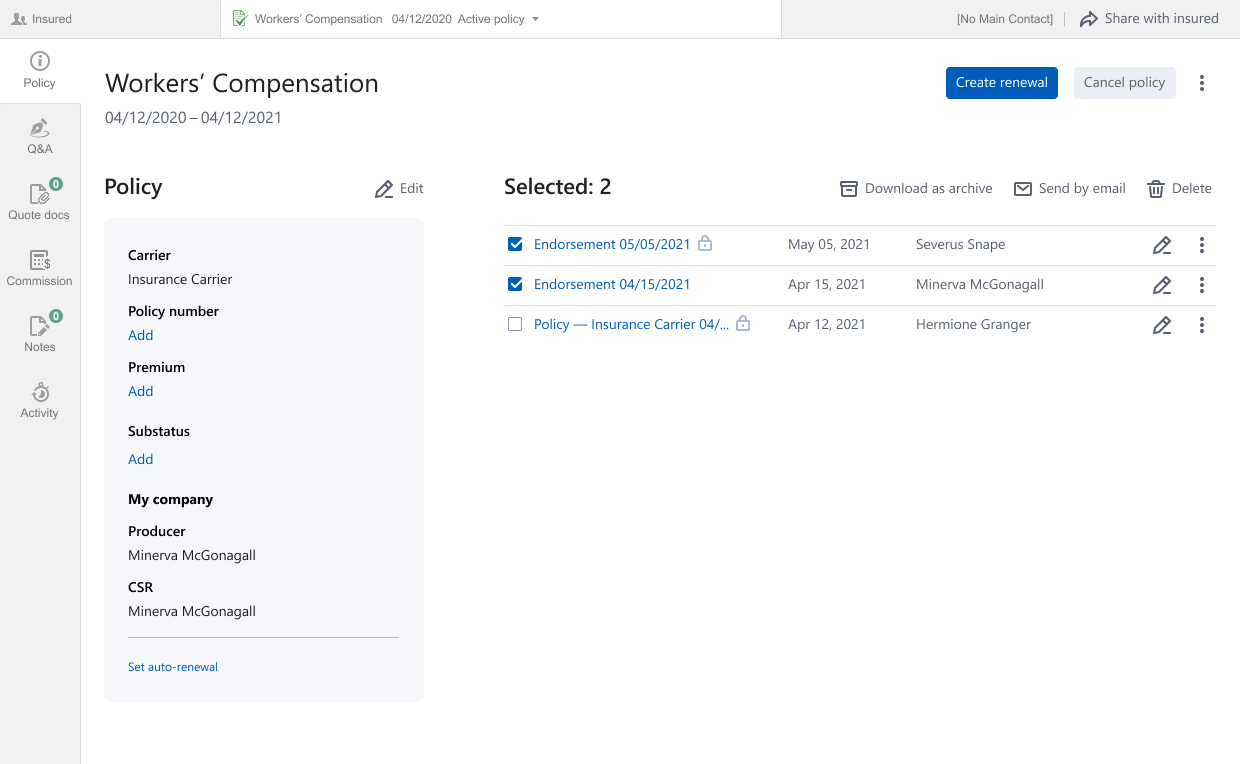 Insured
Workers' Compensation 04/12/2020 Active policy
[No Main Contact]
Share with insured
Policy
Q&A
0
Quote docs
Commission
0
Notes
Activity
Workers’ Compensation
04/12/2020 – 04/12/2021
Create renewal
Cancel policy
Policy
Edit
Carrier
Insurance Carrier
Policy number
Add
Premium
Add
Substatus
Add
My company
Producer
Minerva McGonagall
CSR
Minerva McGonagall
Set auto-renewal
Selected: 2
Download as archive
Send by email
Delete
Endorsement 05/05/2021 May 05, 2021 Severus Snape
Endorsement 04/15/2021 Apr 15, 2021 Minerva McGonagall
Policy — Insurance Carrier 04/... Apr 12, 2021 Hermione Granger